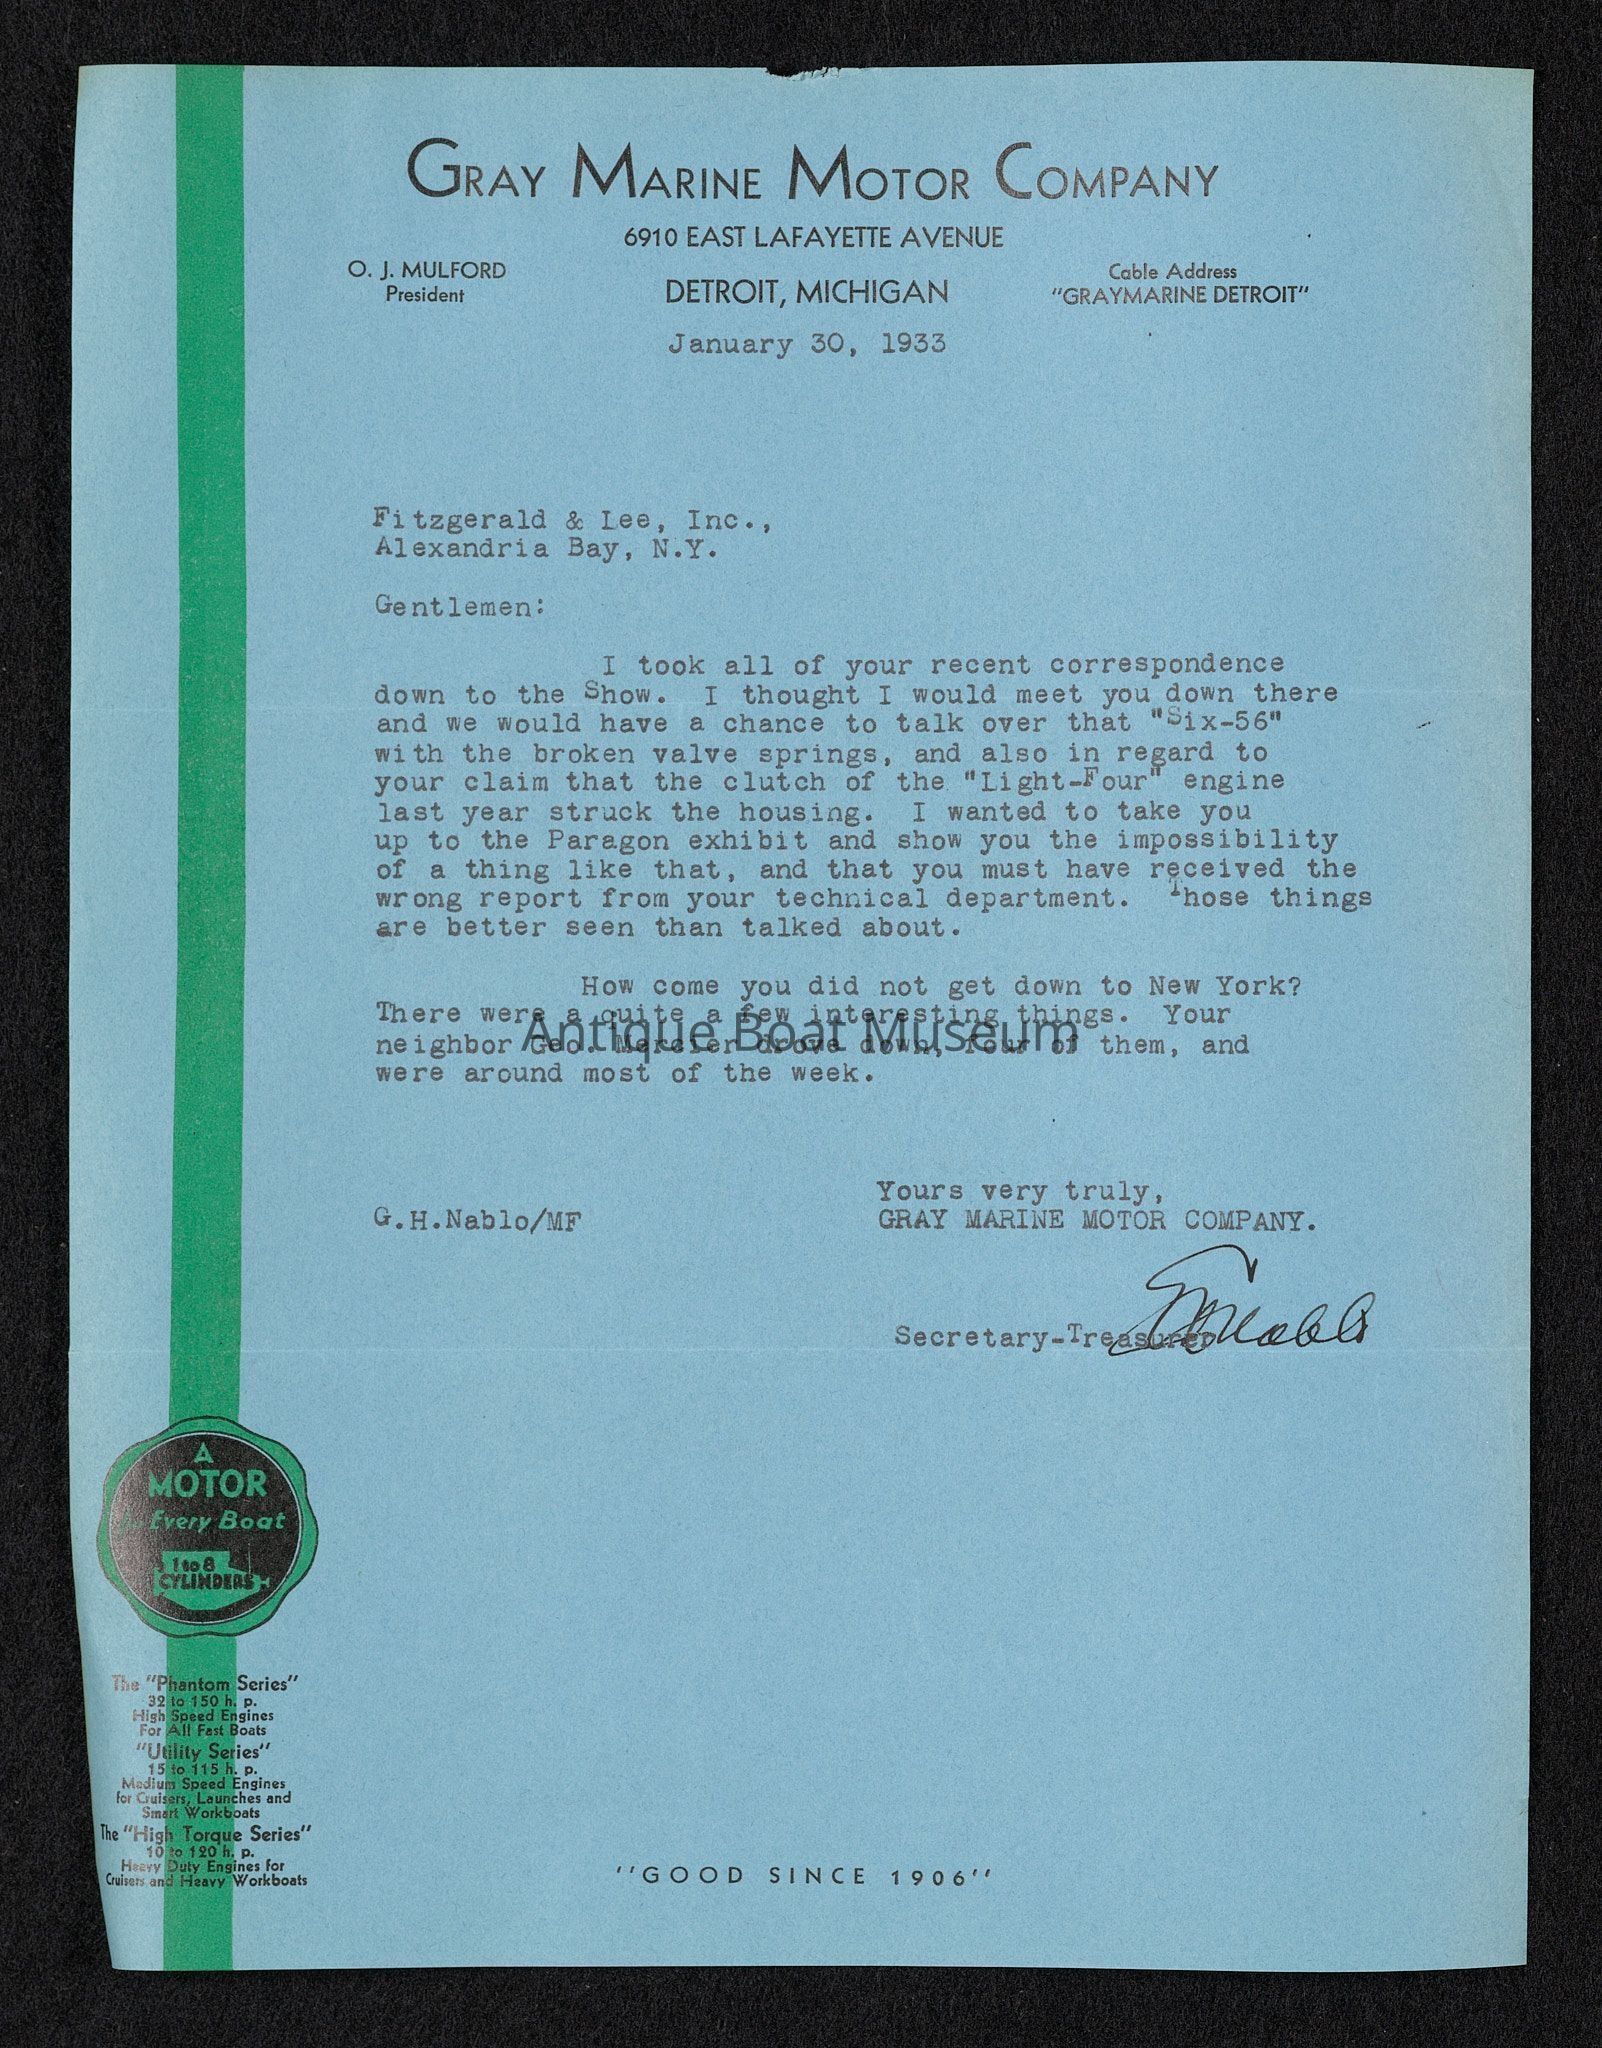 GRAY MARINE MOTOR COMPANY
6910 EAST LAFAYETTE AVENUE
O. J. MULFORD
President
DETROIT, MICHIGAN
Cable Address
"GRAYMARINE DETROIT"
January 30, 1933
Fitzgerald & Lee, Inc.,
Alexandria Bay, N.Y.
Gentlemen:
I took all of your recent correspondence
down to the Show. I thought I would meet you down there
and we would have a chance to talk over that "Six-56"
with the broken valve springs, and also in regard to
your claim that the clutch of the "Light-Four" engine
last year struck the housing. I wanted to take you
up to the Paragon exhibit and show you the impossibility
of a thing like that, and that you must have received the
wrong report from your technical department. Those things
are better seen than talked about.
How come you did not get down to New York?
There were a quite a few interesting things. Your
Antique Boat Museum
neighbor Geo. Mercier drove down, four of them, and
were around most of the week.
Yours very truly,
G.H.Nablo/MF
GRAY MARINE MOTOR COMPANY.
GHNablo
Secretary-Treasurer
A
MOTOR
for Every Boat
1 to 8
CYLINDERS
The "Phantom Series"
32 to 150 h. p.
High Speed Engines
For All Fast Boats
"Utility Series"
15 to 115 h. p.
Medium Speed Engines
for Cruisers, Launches and
Smart Workboats
The "High Torque Series"
10 to 120 h. p.
Heavy Duty Engines for
Cruisers and Heavy Workboats
"GOOD SINCE 1906"